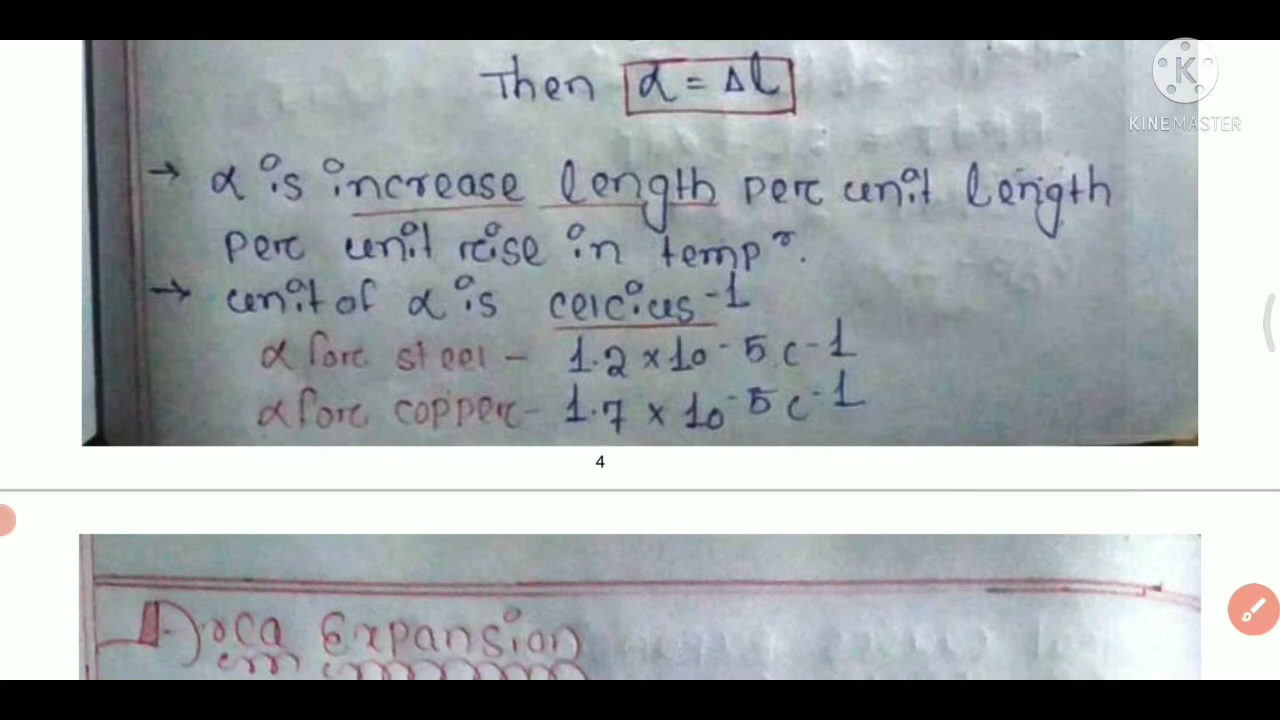 Then α = Δl
KINEMASTER
→ α is increase length per unit length
per unit rise in tempr.
→ unit of α is celcius-1
α for steel - 1.2 × 10-5 c-1
α for copper - 1.7 × 10-5 c-1
4
Area Expansion